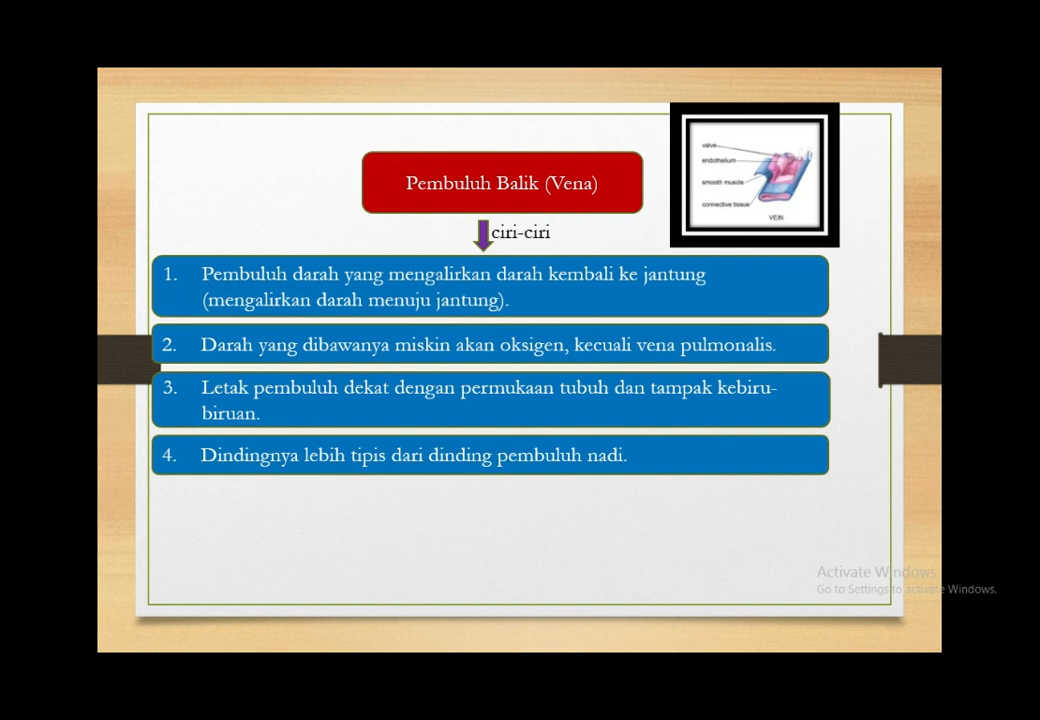 valve
endothelium
smooth muscle
connective tissue
VEIN
Pembuluh Balik (Vena)
ciri-ciri
1. Pembuluh darah yang mengalirkan darah kembali ke jantung
(mengalirkan darah menuju jantung).
2. Darah yang dibawanya miskin akan oksigen, kecuali vena pulmonalis.
3. Letak pembuluh dekat dengan permukaan tubuh dan tampak kebiru-
biruan.
4. Dindingnya lebih tipis dari dinding pembuluh nadi.
Activate Windows
Go to Settings to activate Windows.